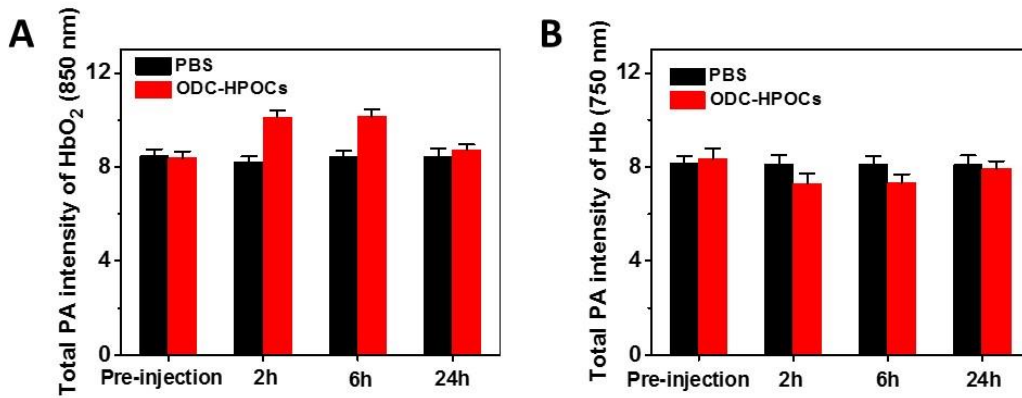 A
Total PA intensity of HbO2 (850 nm)
12
8
4
0
PBS
ODC-HPOCs
Pre-injection 2h 6h 24h
B
Total PA intensity of Hb (750 nm)
12
8
4
0
PBS
ODC-HPOCs
Pre-injection 2h 6h 24h